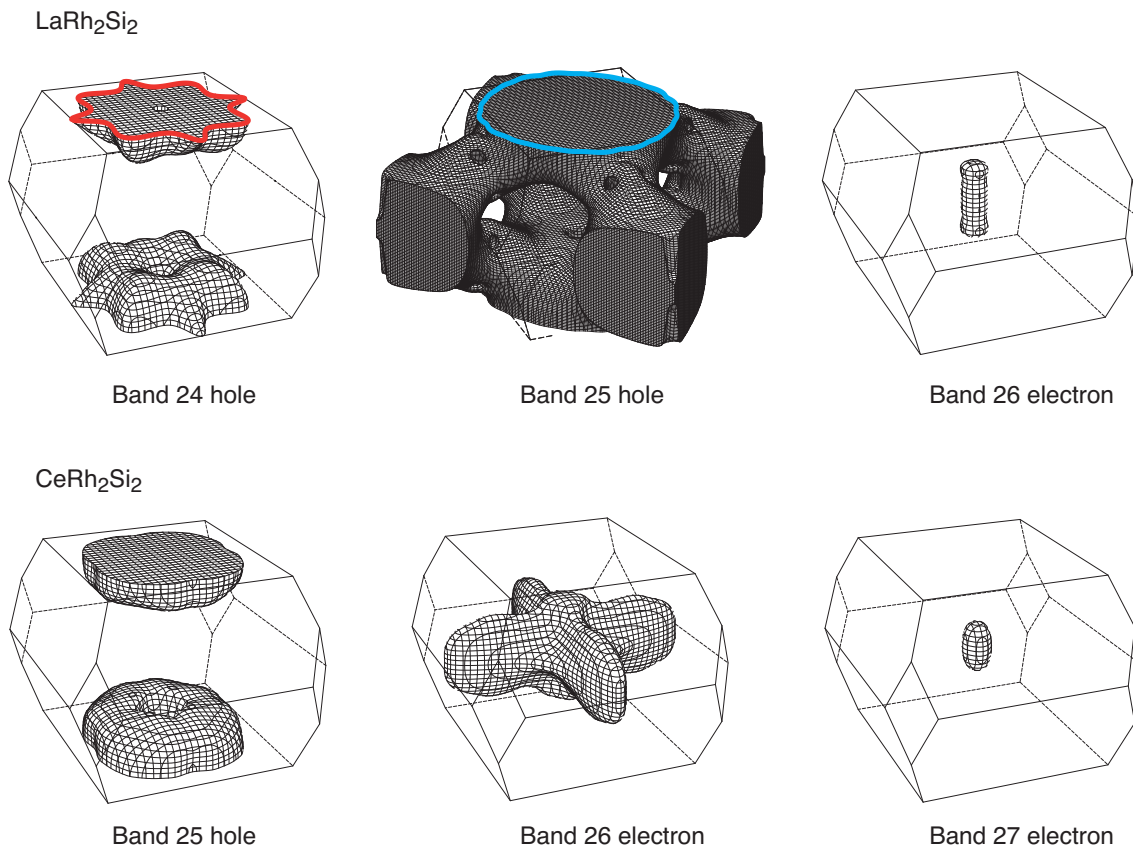 LaRh₂Si₂
Band 24 hole
Band 25 hole
Band 26 electron
CeRh₂Si₂
Band 25 hole
Band 26 electron
Band 27 electron